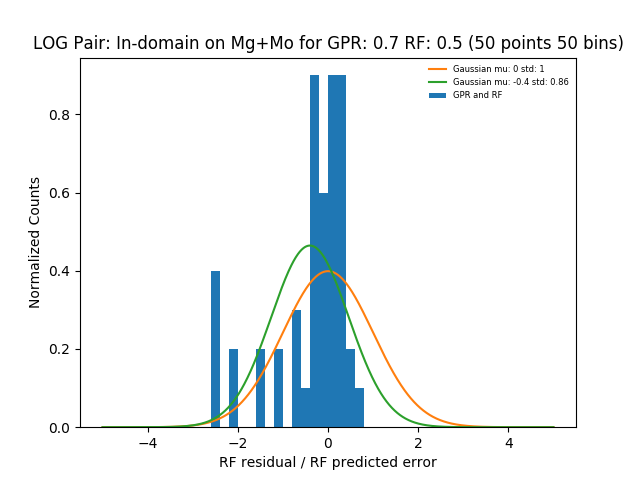 LOG Pair: In-domain on Mg+Mo for GPR: 0.7 RF: 0.5 (50 points 50 bins)
Gaussian mu: 0 std: 1
Gaussian mu: -0.4 std: 0.86
GPR and RF
Normalized Counts
0.8
0.6
0.4
0.2
0.0
−4
−2
0
2
4
RF residual / RF predicted error